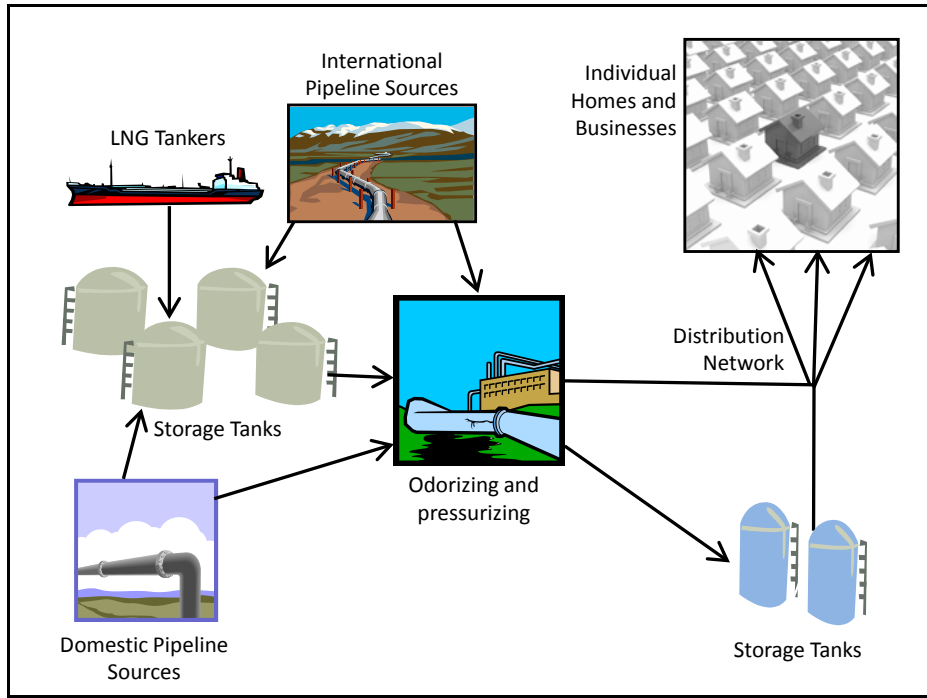 International
Pipeline Sources
Individual
Homes and
Businesses
LNG Tankers
Distribution
Network
Storage Tanks
Odorizing and
pressurizing
Domestic Pipeline
Sources
Storage Tanks